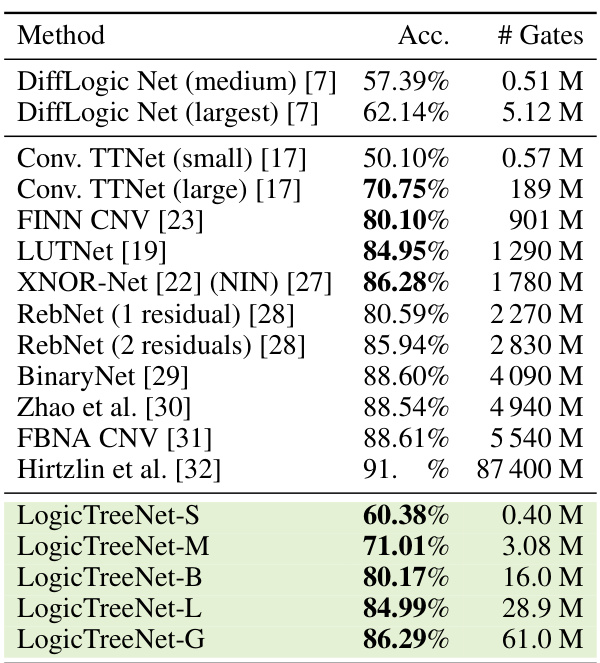 Method Acc. # Gates
DiffLogic Net (medium) [7] 57.39% 0.51 M
DiffLogic Net (largest) [7] 62.14% 5.12 M
Conv. TTNet (small) [17] 50.10% 0.57 M
Conv. TTNet (large) [17] 70.75% 189 M
FINN CNV [23] 80.10% 901 M
LUTNet [19] 84.95% 1 290 M
XNOR-Net [22] (NIN) [27] 86.28% 1 780 M
RebNet (1 residual) [28] 80.59% 2 270 M
RebNet (2 residuals) [28] 85.94% 2 830 M
BinaryNet [29] 88.60% 4 090 M
Zhao et al. [30] 88.54% 4 940 M
FBNA CNV [31] 88.61% 5 540 M
Hirtzlin et al. [32] 91. % 87 400 M
LogicTreeNet-S 60.38% 0.40 M
LogicTreeNet-M 71.01% 3.08 M
LogicTreeNet-B 80.17% 16.0 M
LogicTreeNet-L 84.99% 28.9 M
LogicTreeNet-G 86.29% 61.0 M